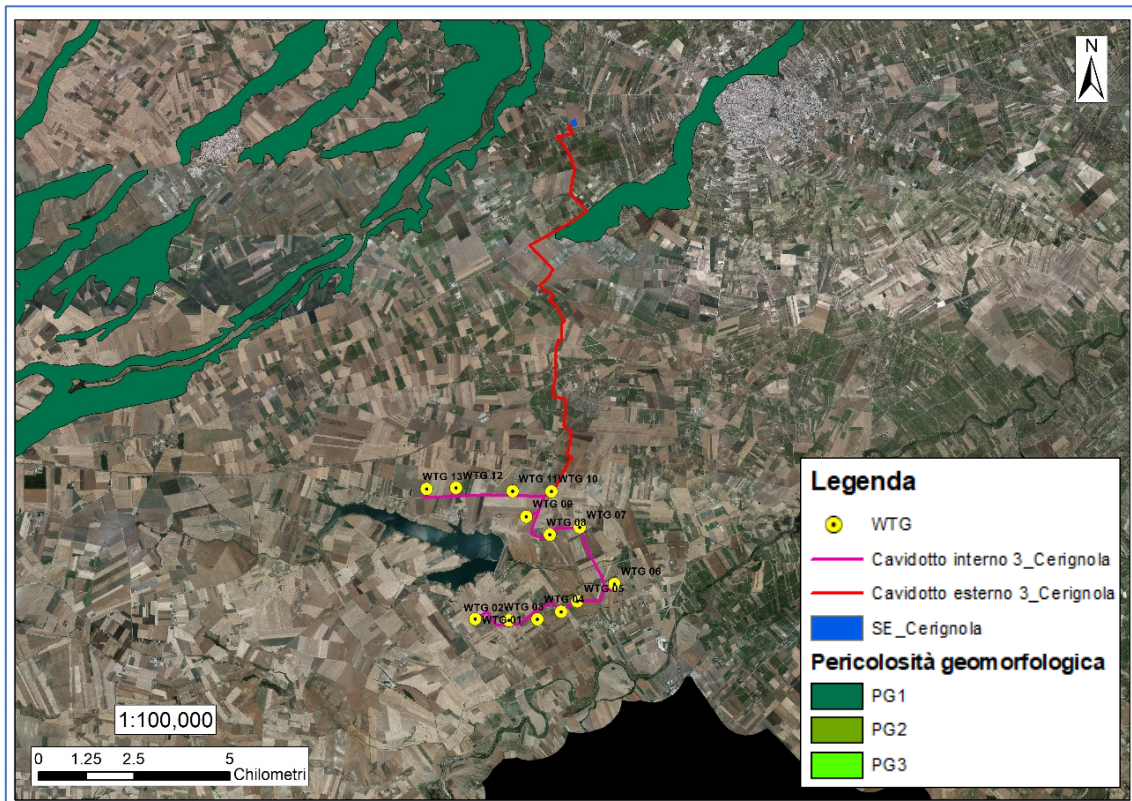 N
WTG 13
WTG 12
WTG 11
WTG 10
WTG 09
WTG 08
WTG 07
WTG 06
WTG 05
WTG 04
WTG 02
WTG 03
WTG 01
1:100,000
0 1.25 2.5 5
Chilometri
Legenda
WTG
Cavidotto interno 3_Cerignola
Cavidotto esterno 3_Cerignola
SE_Cerignola
Pericolosità geomorfologica
PG1
PG2
PG3